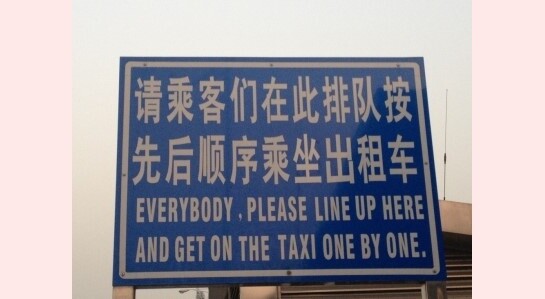 请乘客们在此排队按
先后顺序乘坐出租车
EVERYBODY, PLEASE LINE UP HERE
AND GET ON THE TAXI ONE BY ONE.